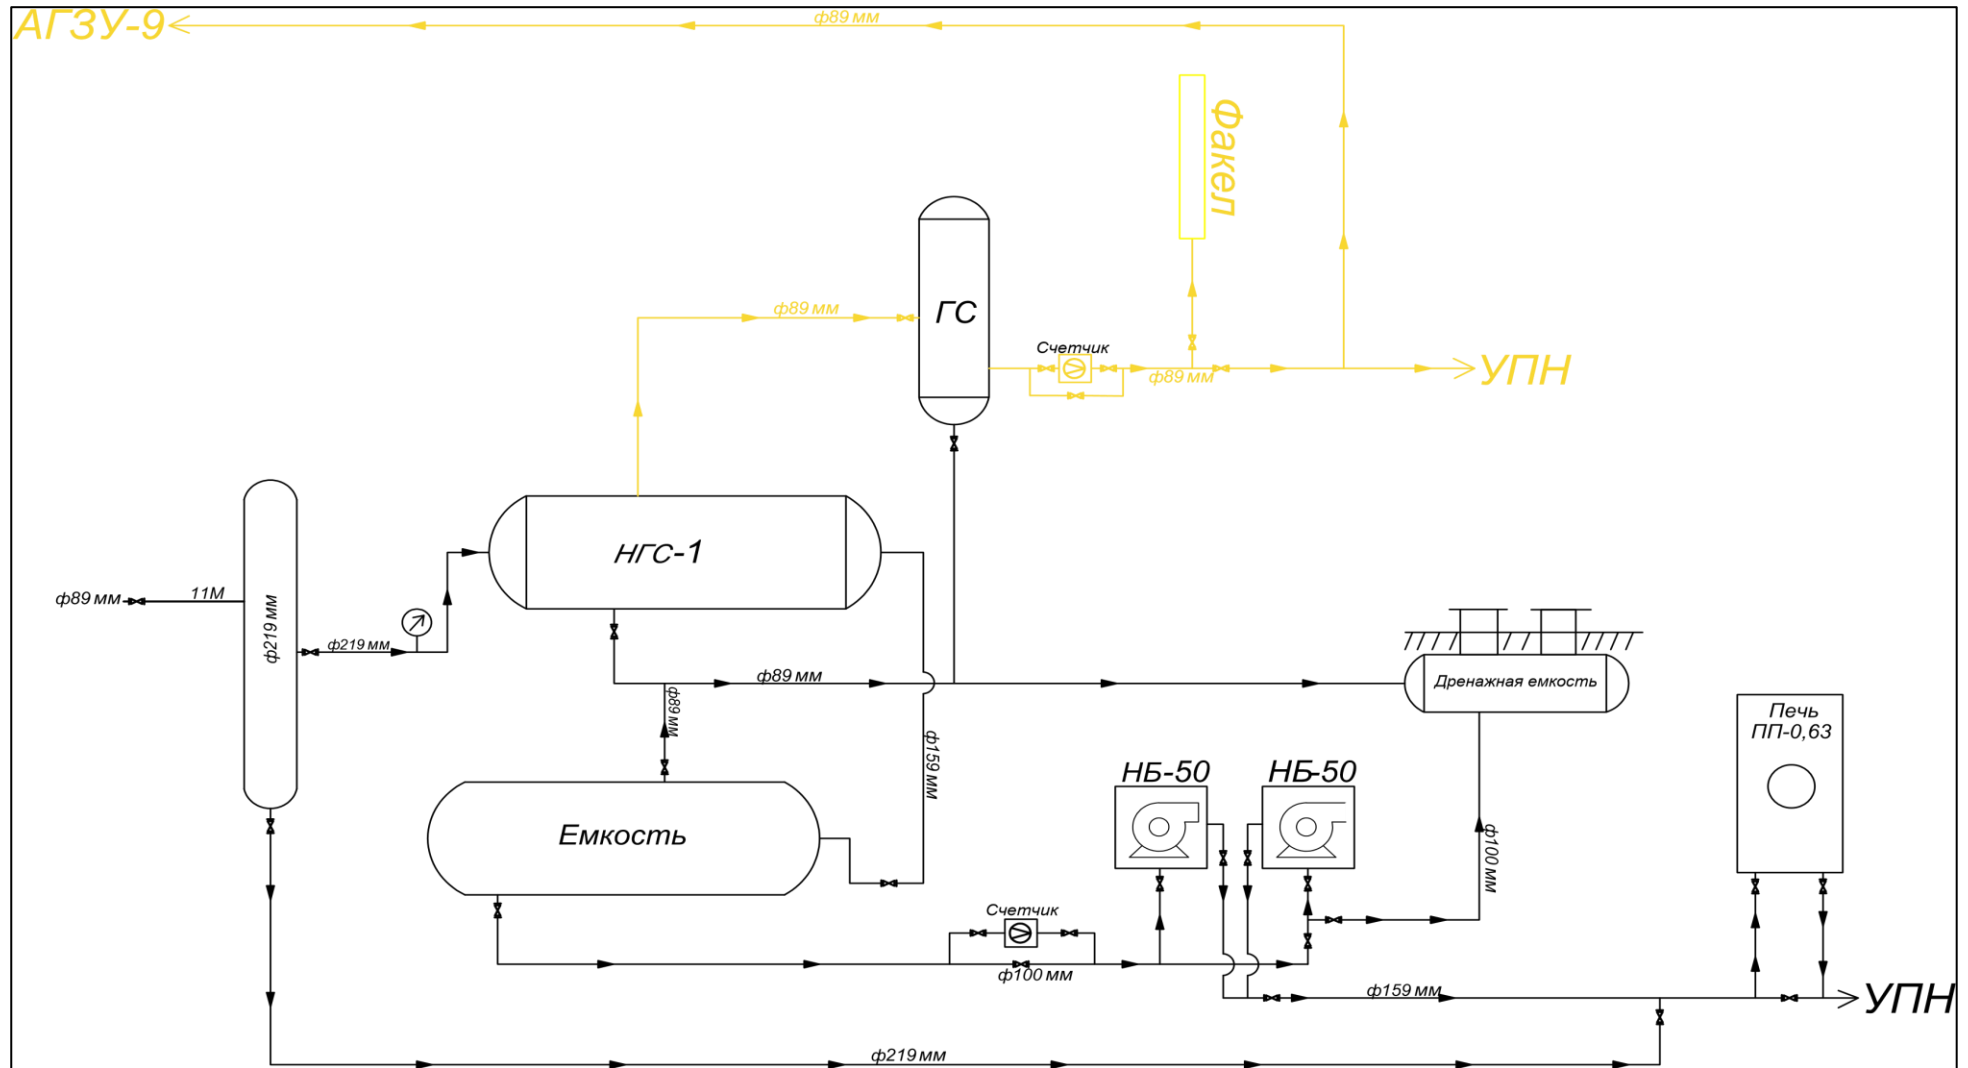 АГЗУ-9
ф89 мм
Факел
ф89 мм
ГС
Счетчик
ф89 мм
УПН
НГС-1
ф89 мм
11М
ф219 мм
ф219 мм
ф89 мм
ф89 мм
ф159 мм
Дренажная емкость
Печь
ПП-0,63
НБ-50
НБ-50
Емкость
ф100 мм
Счетчик
ф100 мм
ф159 мм
УПН
ф219 мм